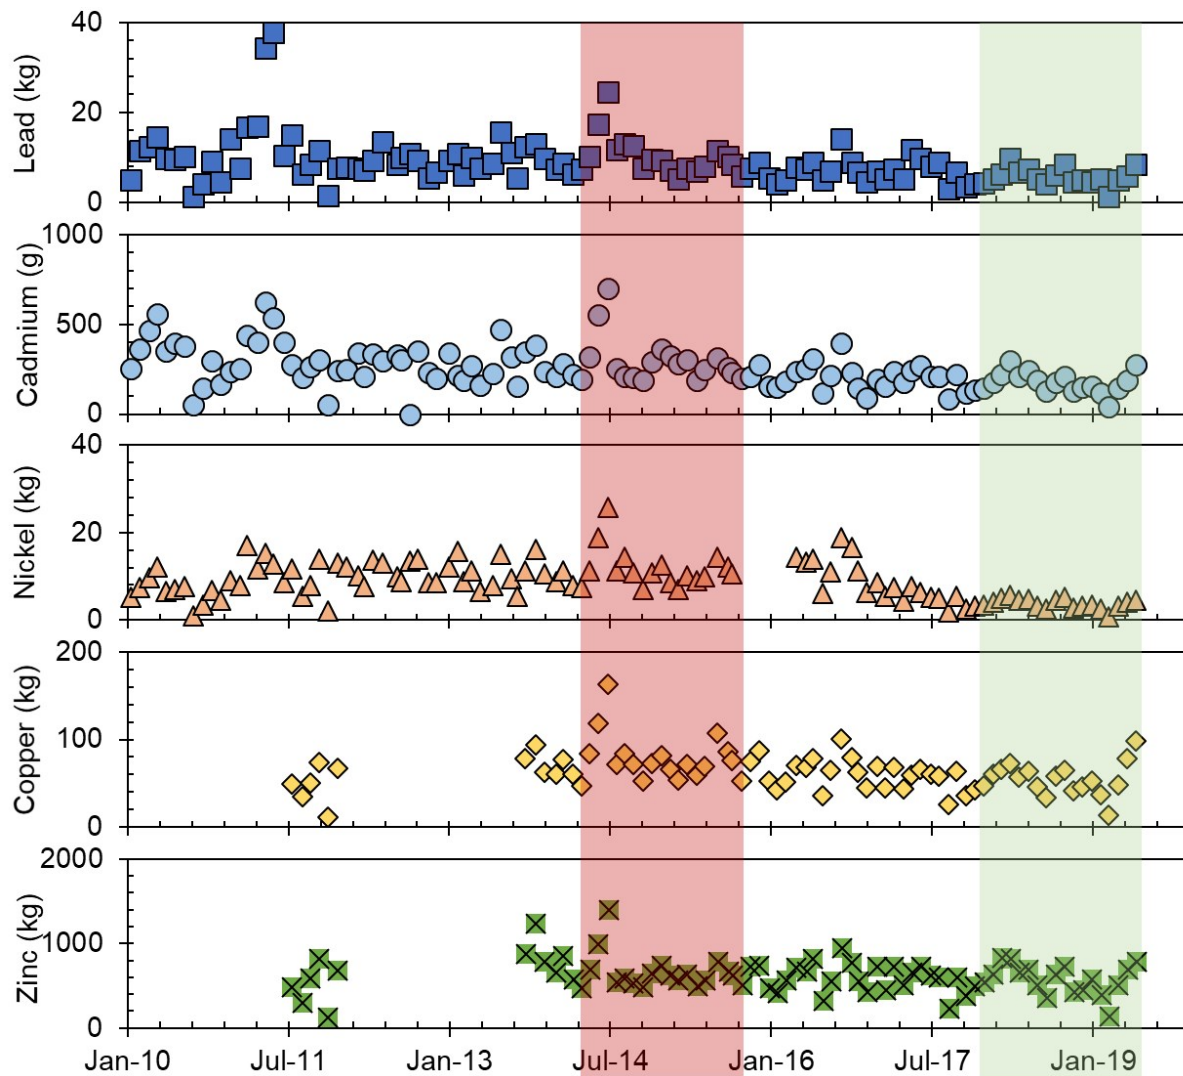 Lead (kg)
40
20
0
Cadmium (g)
1000
500
0
Nickel (kg)
40
20
0
Copper (kg)
200
100
0
Zinc (kg)
2000
1000
0
Jan-10 Jul-11 Jan-13 Jul-14 Jan-16 Jul-17 Jan-19